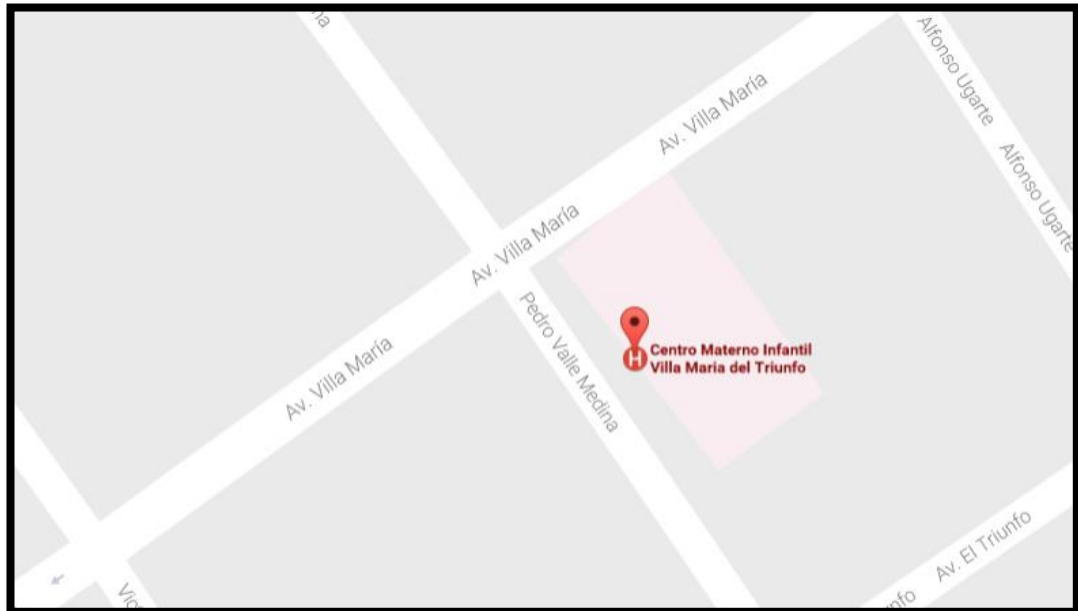 Alfonso Ugarte
Av. Villa María
Alfonso Ugarte
Av. Villa María
Pedro Valle Medina
H
Centro Materno Infantil
Villa Maria del Triunfo
Av. Villa María
Av. El Triunfo